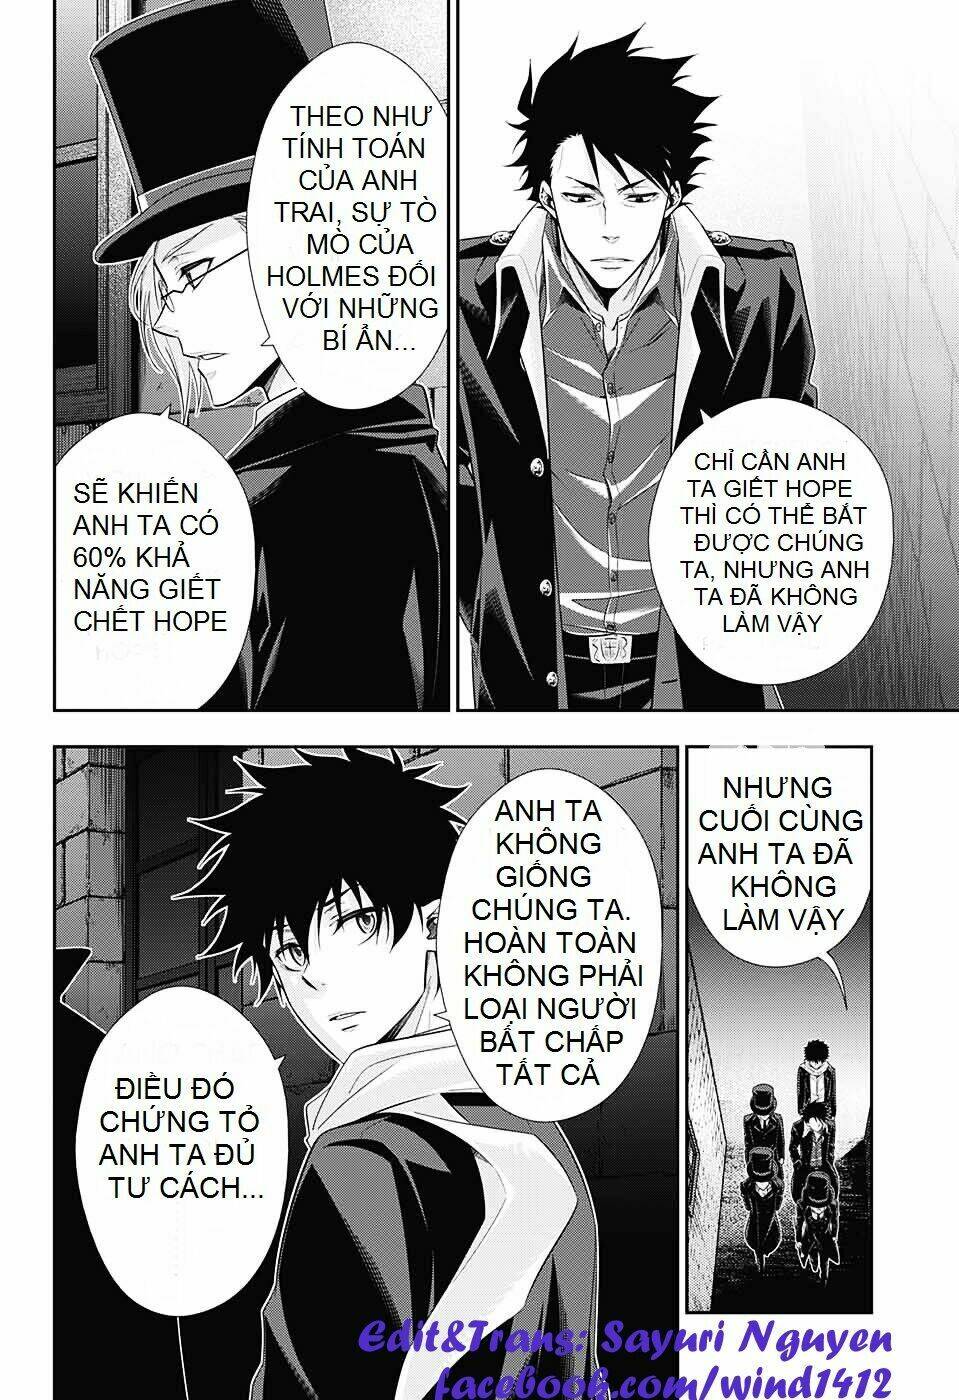 CHỈ CẦN ANH
TA GIẾT HOPE
THÌ CÓ THỂ BẮT
ĐƯỢC CHÚNG
TA, NHƯNG ANH
TA ĐÃ KHÔNG
LÀM VẬY
THEO NHƯ
TÍNH TOÁN
CỦA ANH
TRAI, SỰ TÒ
MÒ CỦA
HOLMES ĐỐI
VỚI NHỮNG
BÍ ẨN...
SẼ KHIẾN
ANH TA CÓ
60% KHẢ
NĂNG GIẾT
CHẾT HOPE
NHƯNG
CUỐI CÙNG
ANH TA ĐÃ
KHÔNG
LÀM VẬY
ANH TA
KHÔNG
GIỐNG
CHÚNG TA.
HOÀN TOÀN
KHÔNG PHẢI
LOẠI NGƯỜI
BẤT CHẤP
TẤT CẢ
ĐIỀU ĐÓ
CHỨNG TỎ
ANH TA ĐỦ
TƯ CÁCH...
Edit&Trans: Sayuri Nguyen
facebook.com/wind1412